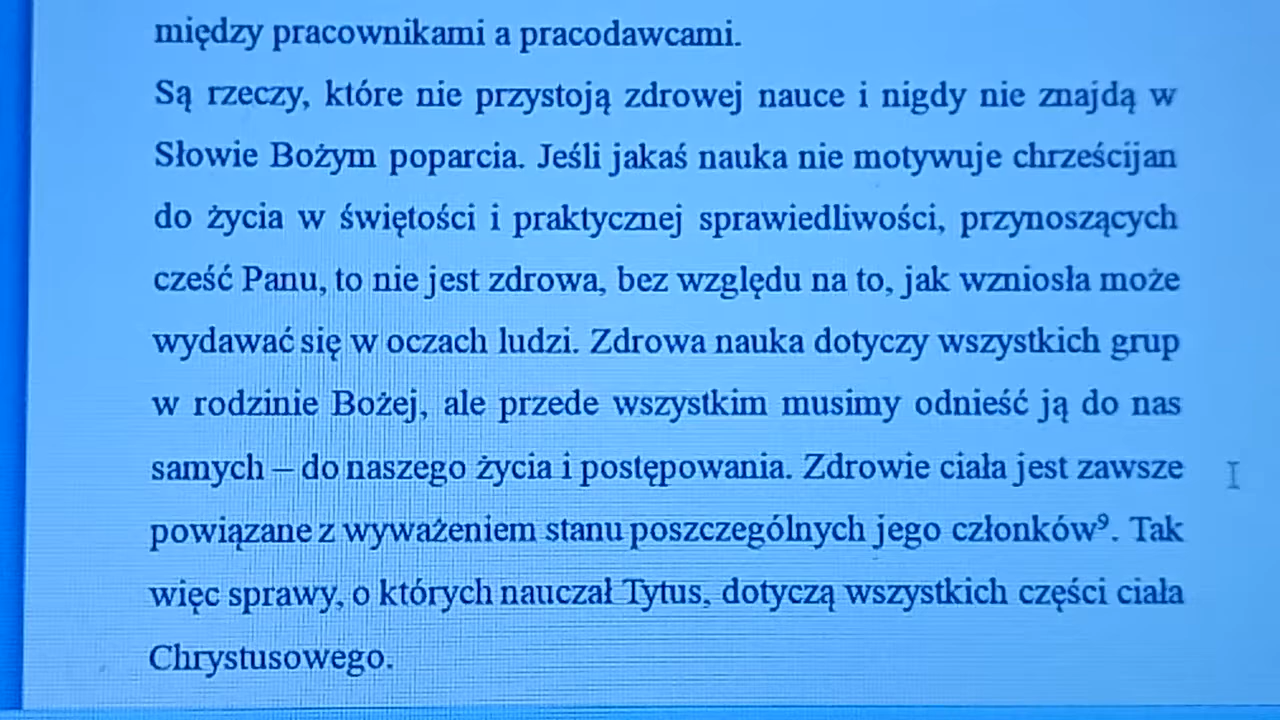 między pracownikami a pracodawcami.
Są rzeczy, które nie przystoją zdrowej nauce i nigdy nie znajdą w
Słowie Bożym poparcia. Jeśli jakaś nauka nie motywuje chrześcijan
do życia w świętości i praktycznej sprawiedliwości, przynoszących
cześć Panu, to nie jest zdrowa, bez względu na to, jak wzniosła może
wydawać się w oczach ludzi. Zdrowa nauka dotyczy wszystkich grup
w rodzinie Bożej, ale przede wszystkim musimy odnieść ją do nas
samych – do naszego życia i postępowania. Zdrowie ciała jest zawsze
powiązane z wyważeniem stanu poszczególnych jego członków⁹. Tak
więc sprawy, o których nauczał Tytus, dotyczą wszystkich części ciała
Chrystusowego.